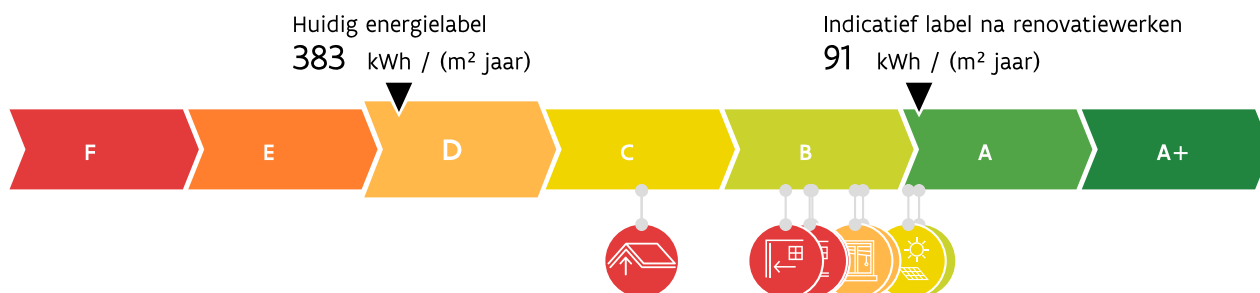 Huidig energielabel
383 kWh / (m² jaar)
Indicatief label na renovatiewerken
91 kWh / (m² jaar)
F E D C B A A+